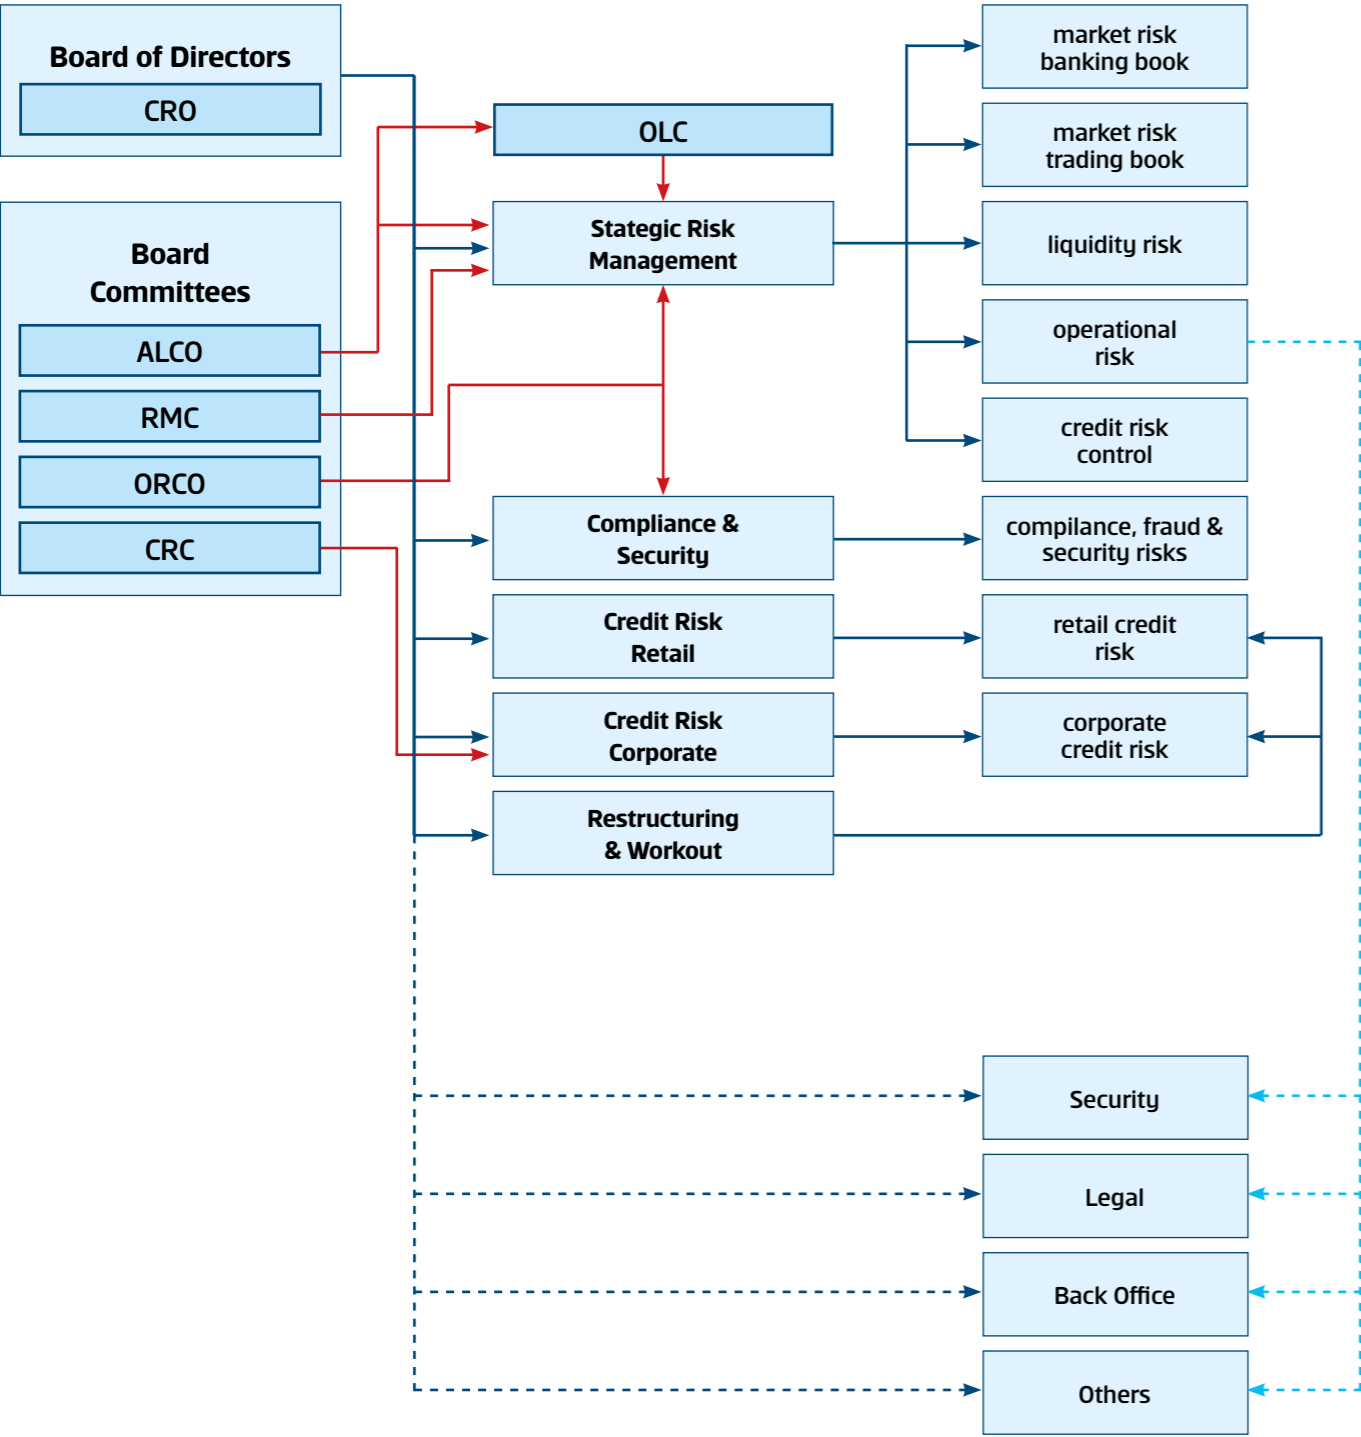 Board of Directors
CRO
Board
Committees
ALCO
RMC
ORCO
CRC
OLC
Stategic Risk
Management
Compliance &
Security
Credit Risk
Retail
Credit Risk
Corporate
Restructuring
& Workout
market risk
banking book
market risk
trading book
liquidity risk
operational
risk
credit risk
control
compilance, fraud &
security risks
retail credit
risk
corporate
credit risk
Security
Legal
Back Office
Others